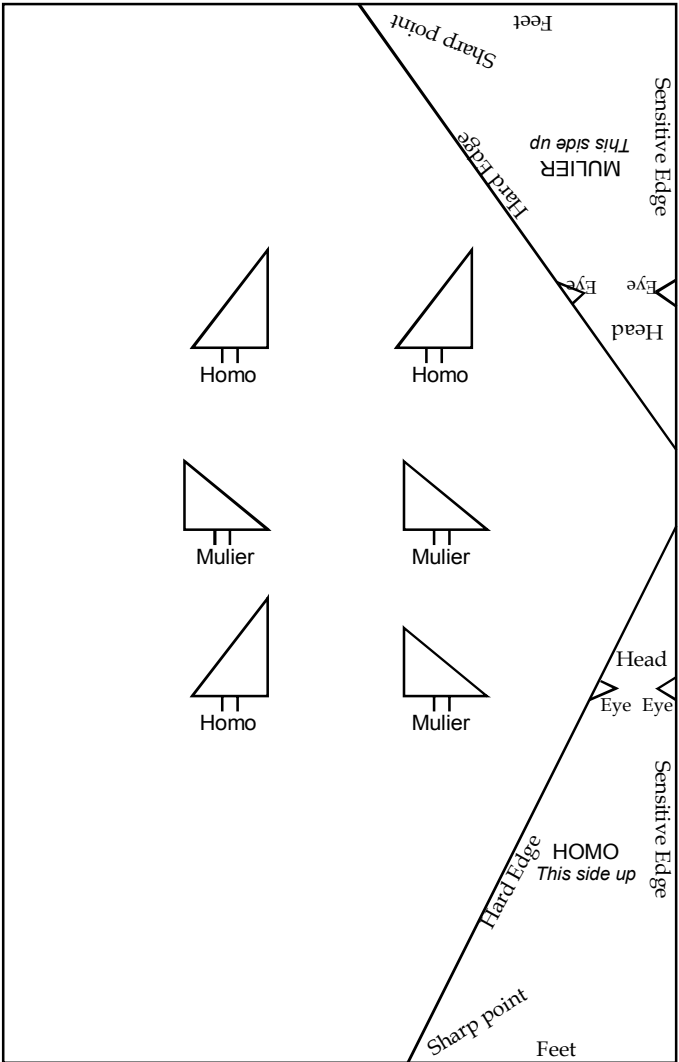 Feet
Sharp point
Sensitive Edge
MULIER
This side up
Hard Edge
Eye Eye
Head
Homo Homo
Mulier Mulier
Homo Mulier
Head
Eye Eye
Sensitive Edge
Hard Edge
HOMO
This side up
Sharp point
Feet